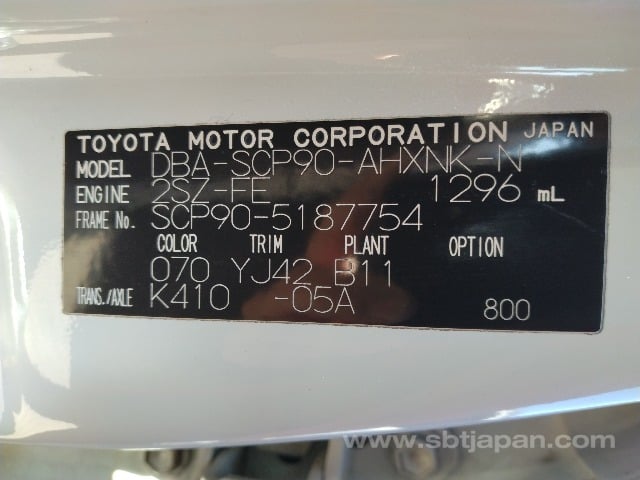 TOYOTA MOTOR CORPORATION JAPAN
MODEL DBA-SCP90-AHXNK-N
ENGINE 2SZ-FE 1296 mL
FRAME No. SCP90-5187754
COLOR TRIM PLANT OPTION
070 YJ42 B11
TRANS./AXLE K410 -05A 800
www.sbtjapan.com